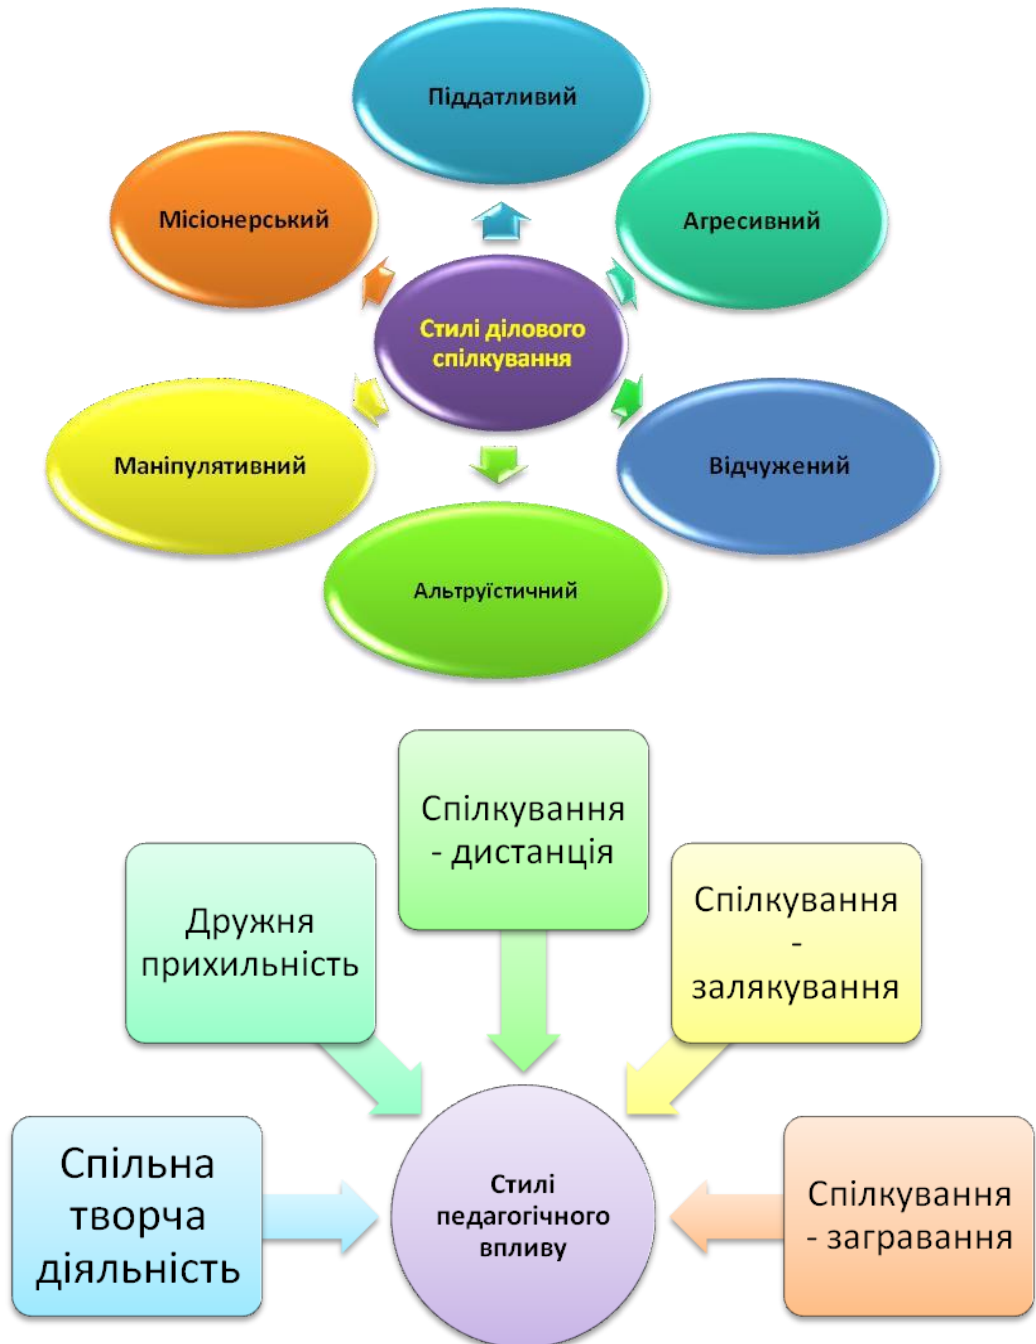 Піддатливий
Місіонерський
Агресивний
Стилі ділового
спілкування
Маніпулятивний
Відчужений
Альтруїстичний
Спілкування
- дистанція
Дружня
прихильність
Спілкування
-
залякування
Спільна
творча
діяльність
Стилі
педагогічного
впливу
Спілкування
- загравання